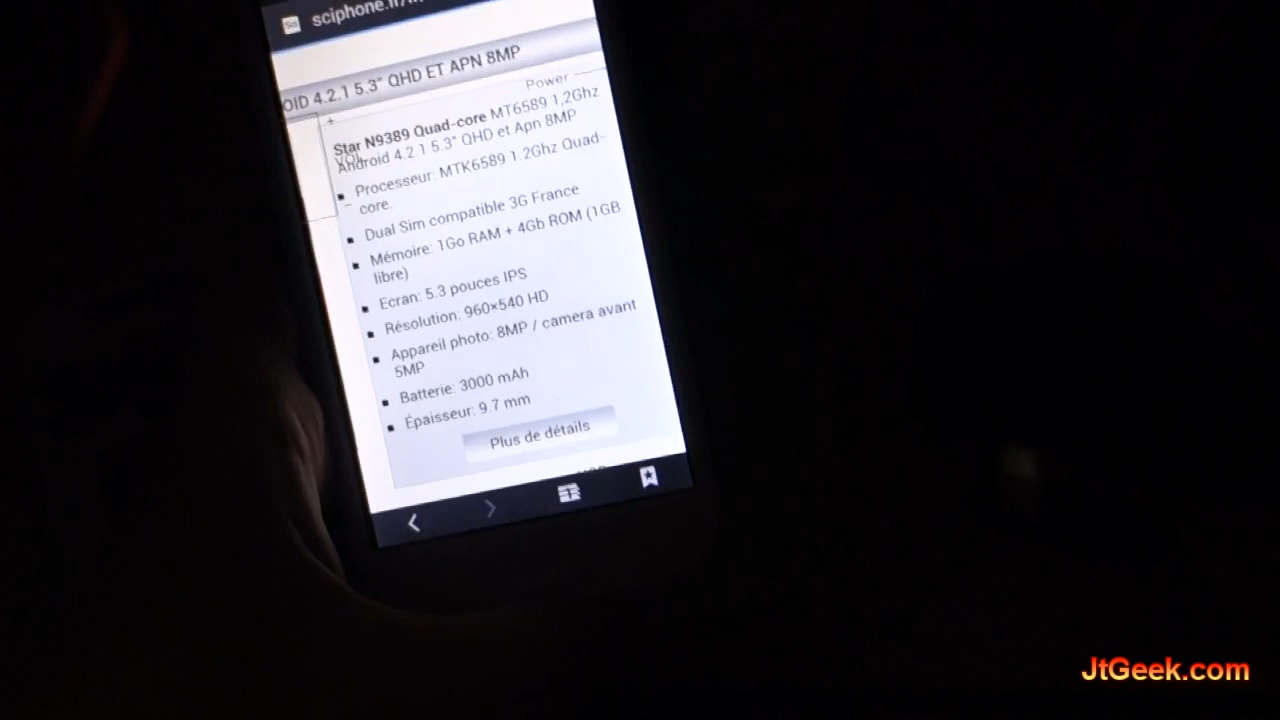 sciphone.fr/
OID 4.2.1 5.3" QHD ET APN 8MP
Power
+
Star N9389 Quad-core MT6589 1,2Ghz
Android 4.2.1 5.3" QHD et Apn 8MP
VOL
Processeur: MTK6589 1.2Ghz Quad-
core.
Dual Sim compatible 3G France
Mémoire: 1Go RAM + 4Gb ROM (1GB
libre)
Ecran: 5.3 pouces IPS
Résolution: 960×540 HD
Appareil photo: 8MP / camera avant
5MP
Batterie: 3000 mAh
Épaisseur: 9.7 mm
Plus de détails
JtGeek.com